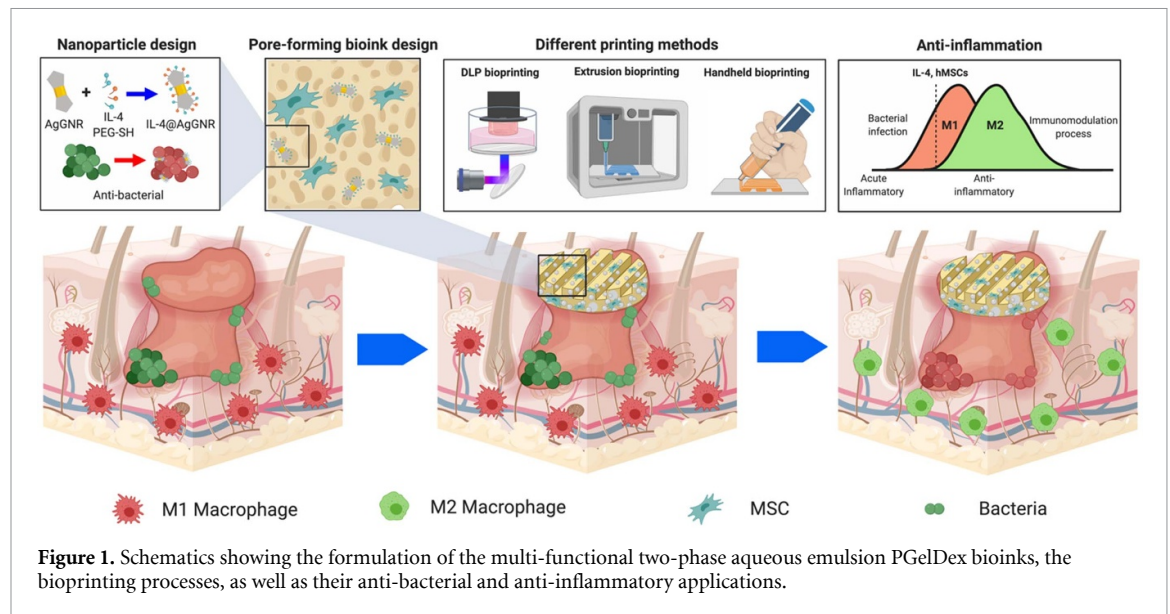 Nanoparticle design
Pore-forming bioink design
Different printing methods
Anti-inflammation
AgGNR
+
IL-4
PEG-SH
IL-4@AgGNR
Anti-bacterial
DLP bioprinting
Extrusion bioprinting
Handheld bioprinting
IL-4, hMSCs
Bacterial
infection
M1
M2
Immunomodulation
process
Acute
Inflammatory
Anti-
inflammatory
M1 Macrophage
M2 Macrophage
MSC
Bacteria
Figure 1. Schematics showing the formulation of the multi-functional two-phase aqueous emulsion PGelDex bioinks, the
bioprinting processes, as well as their anti-bacterial and anti-inflammatory applications.